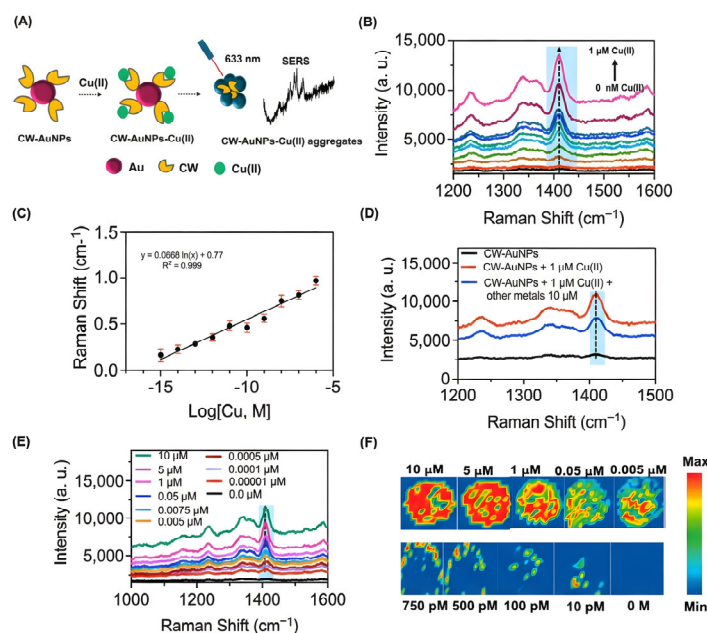 (A)
Cu(II)
633 nm
SERS
CW-AuNPs
CW-AuNPs-Cu(II)
CW-AuNPs-Cu(II) aggregates
Au
CW
Cu(II)
(B)
Intensity (a. u.)
15,000
10,000
5,000
1 µM Cu(II)
0 nM Cu(II)
1200
1300
1400
1500
1600
Raman Shift (cm⁻¹)
(C)
Raman Shift (cm-1)
1.5
1.0
0.5
0.0
y = 0.0668 ln(x) + 0.77
R² = 0.999
-15
-10
-5
Log[Cu, M]
(D)
Intensity (a. u.)
15,000
10,000
5,000
CW-AuNPs
CW-AuNPs + 1 µM Cu(II)
CW-AuNPs + 1 µM Cu(II) +
other metals 10 µM
1200
1300
1400
1500
Raman Shift (cm⁻¹)
(E)
Intensity (a. u.)
15,000
10,000
5,000
10 µM
5 µM
1 µM
0.05 µM
0.0075 µM
0.005 µM
0.0005 µM
0.0001 µM
0.00001 µM
0.0 µM
1000
1200
1400
1600
Raman Shift (cm⁻¹)
(F)
10 µM
5 µM
1 µM
0.05 µM
0.005 µM
750 pM
500 pM
100 pM
10 pM
0 M
Max
Min